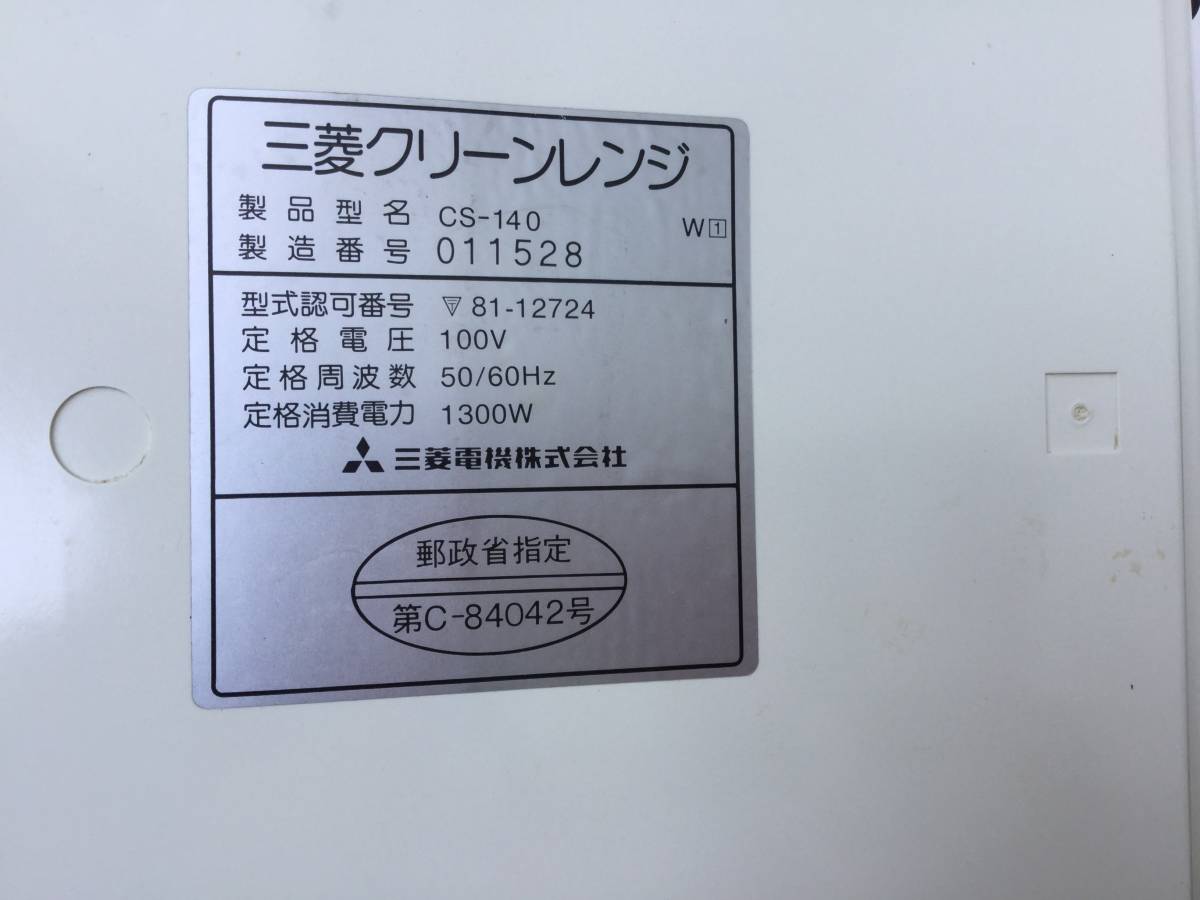 三菱クリーンレンジ
製品型名 CS-140 W1
製造番号 011528
型式認可番号 〒 81-12724
定格電圧 100V
定格周波数 50/60Hz
定格消費電力 1300W
三菱電機株式会社
郵政省指定
第C-84042号